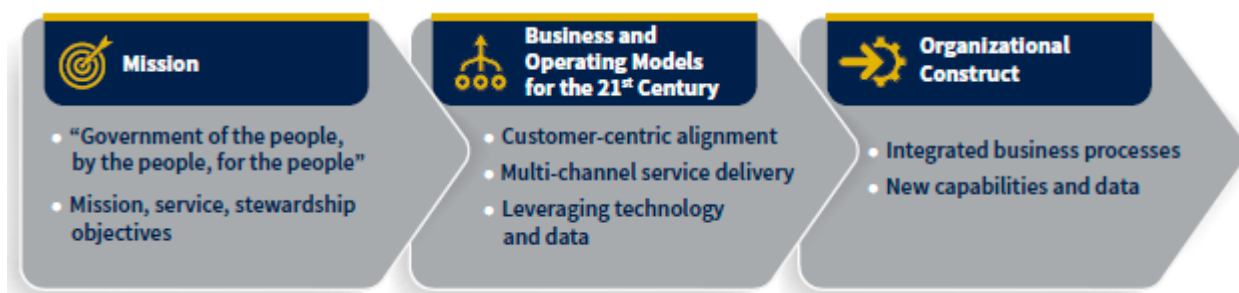 Mission
• “Government of the people,
by the people, for the people”
• Mission, service, stewardship
objectives
Business and
Operating Models
for the 21st Century
• Customer-centric alignment
• Multi-channel service delivery
• Leveraging technology
and data
Organizational
Construct
• Integrated business processes
• New capabilities and data